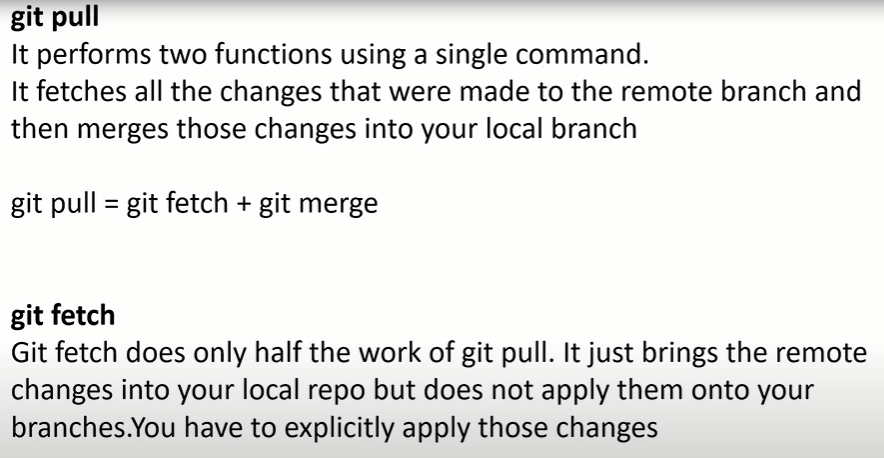 git pull
It performs two functions using a single command.
It fetches all the changes that were made to the remote branch and
then merges those changes into your local branch
git pull = git fetch + git merge
git fetch
Git fetch does only half the work of git pull. It just brings the remote
changes into your local repo but does not apply them onto your
branches.You have to explicitly apply those changes